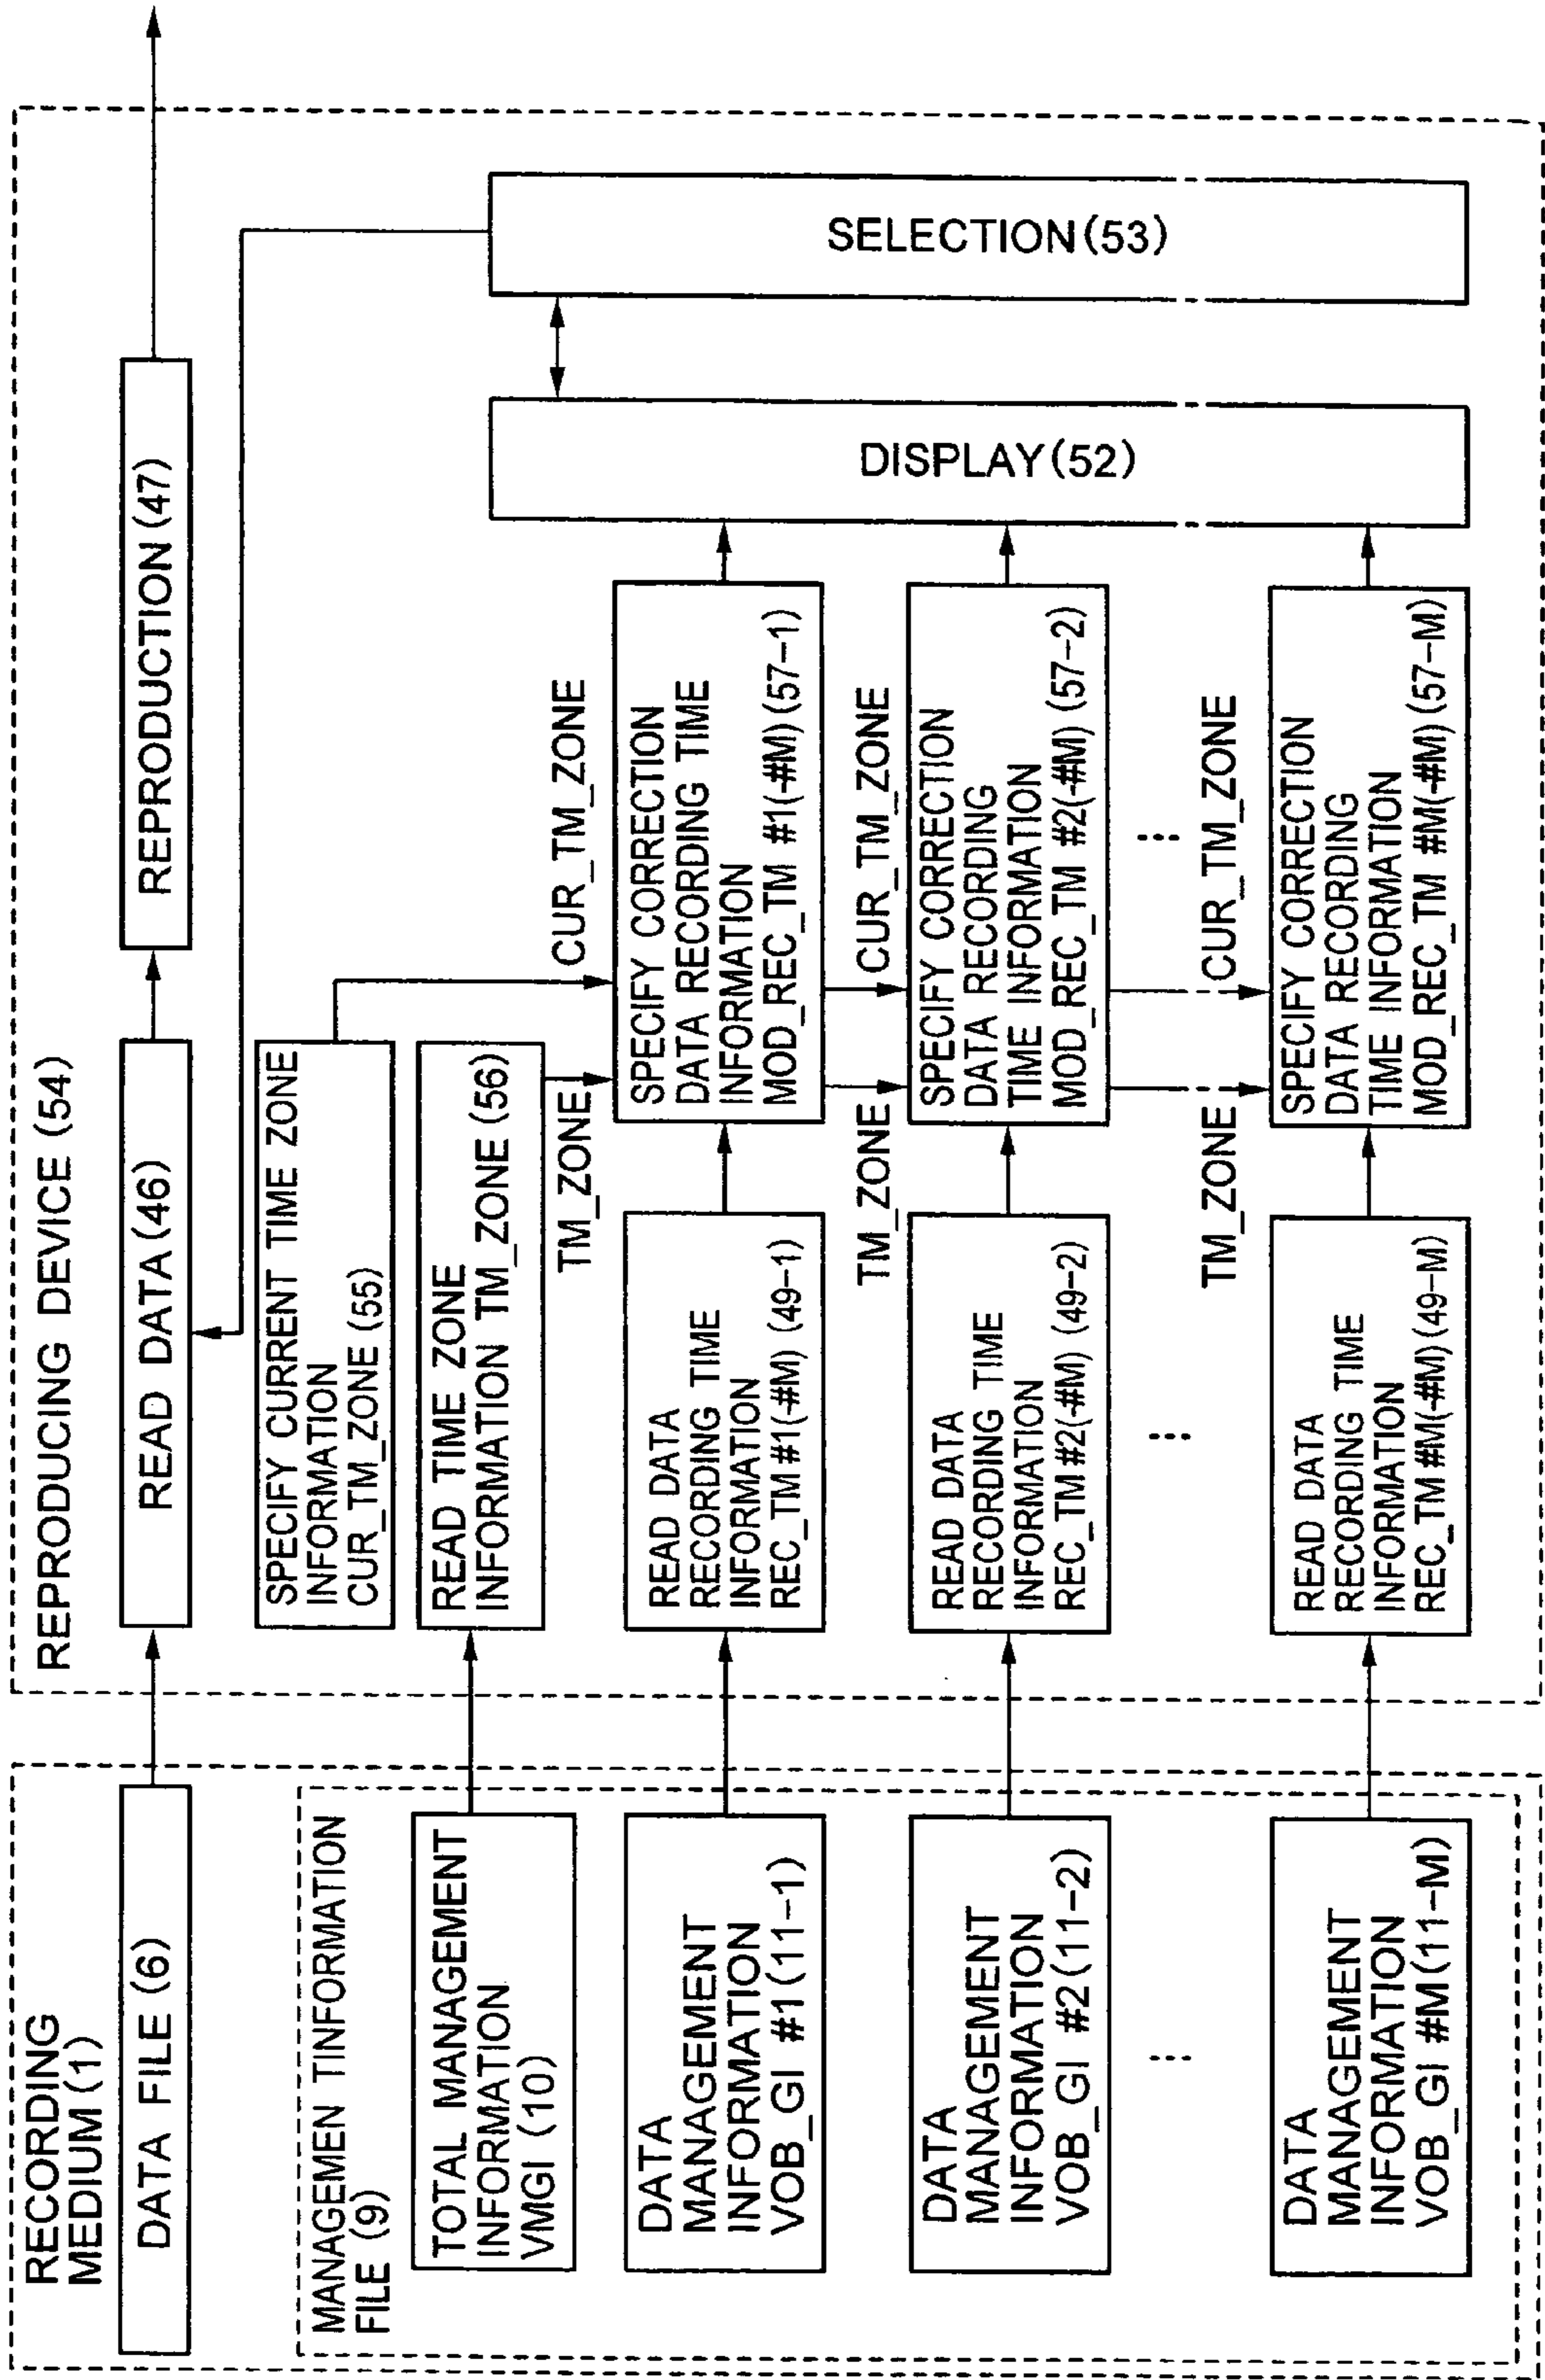 RECORDING
MEDIUM(1)
DATA FILE (6)
MANAGEMEN TINFORMATION
FILE (9)
TOTAL MANAGEMENT
INFORMATION
VMGI (10)
DATA
MANAGEMENT
INFORMATION
VOB_GI #1(11-1)
DATA
MANAGEMENT
INFORMATION
VOB_GI #2(11-2)
...
DATA
MANAGEMENT
INFORMATION
VOB_GI #M(11-M)
REPRODUCING DEVICE (54)
READ DATA(46)
REPRODUCTION(47)
SPECIFY CURRENT TIME ZONE
INFORMATION
CUR_TM_ZONE (55)
READ TIME ZONE
INFORMATION TM_ZONE(56)
TM_ZONE
CUR_TM_ZONE
READ DATA
RECORDING TIME
INFORMATION
REC_TM #1(-#M) (49-1)
SPECIFY CORRECTION
DATA RECORDING TIME
INFORMATION
MOD_REC_TM #1(-#M)(57-1)
TM_ZONE
CUR_TM_ZONE
READ DATA
RECORDING TIME
INFORMATION
REC_TM#2(-#M) (49-2)
SPECIFY CORRECTION
DATA RECORDING
TIME INFORMATION
MOD_REC_TM #2(-#M) (57-2)
...
...
TM_ZONE
CUR_TM_ZONE
READ DATA
RECORDING TIME
INFORMATION
REC_TM#M(-#M)(49-M)
SPECIFY CORRECTION
DATA RECORDING
TIME INFORMATION
MOD_REC_TM #M(-#M) (57-M)
DISPLAY(52)
SELECTION(53)